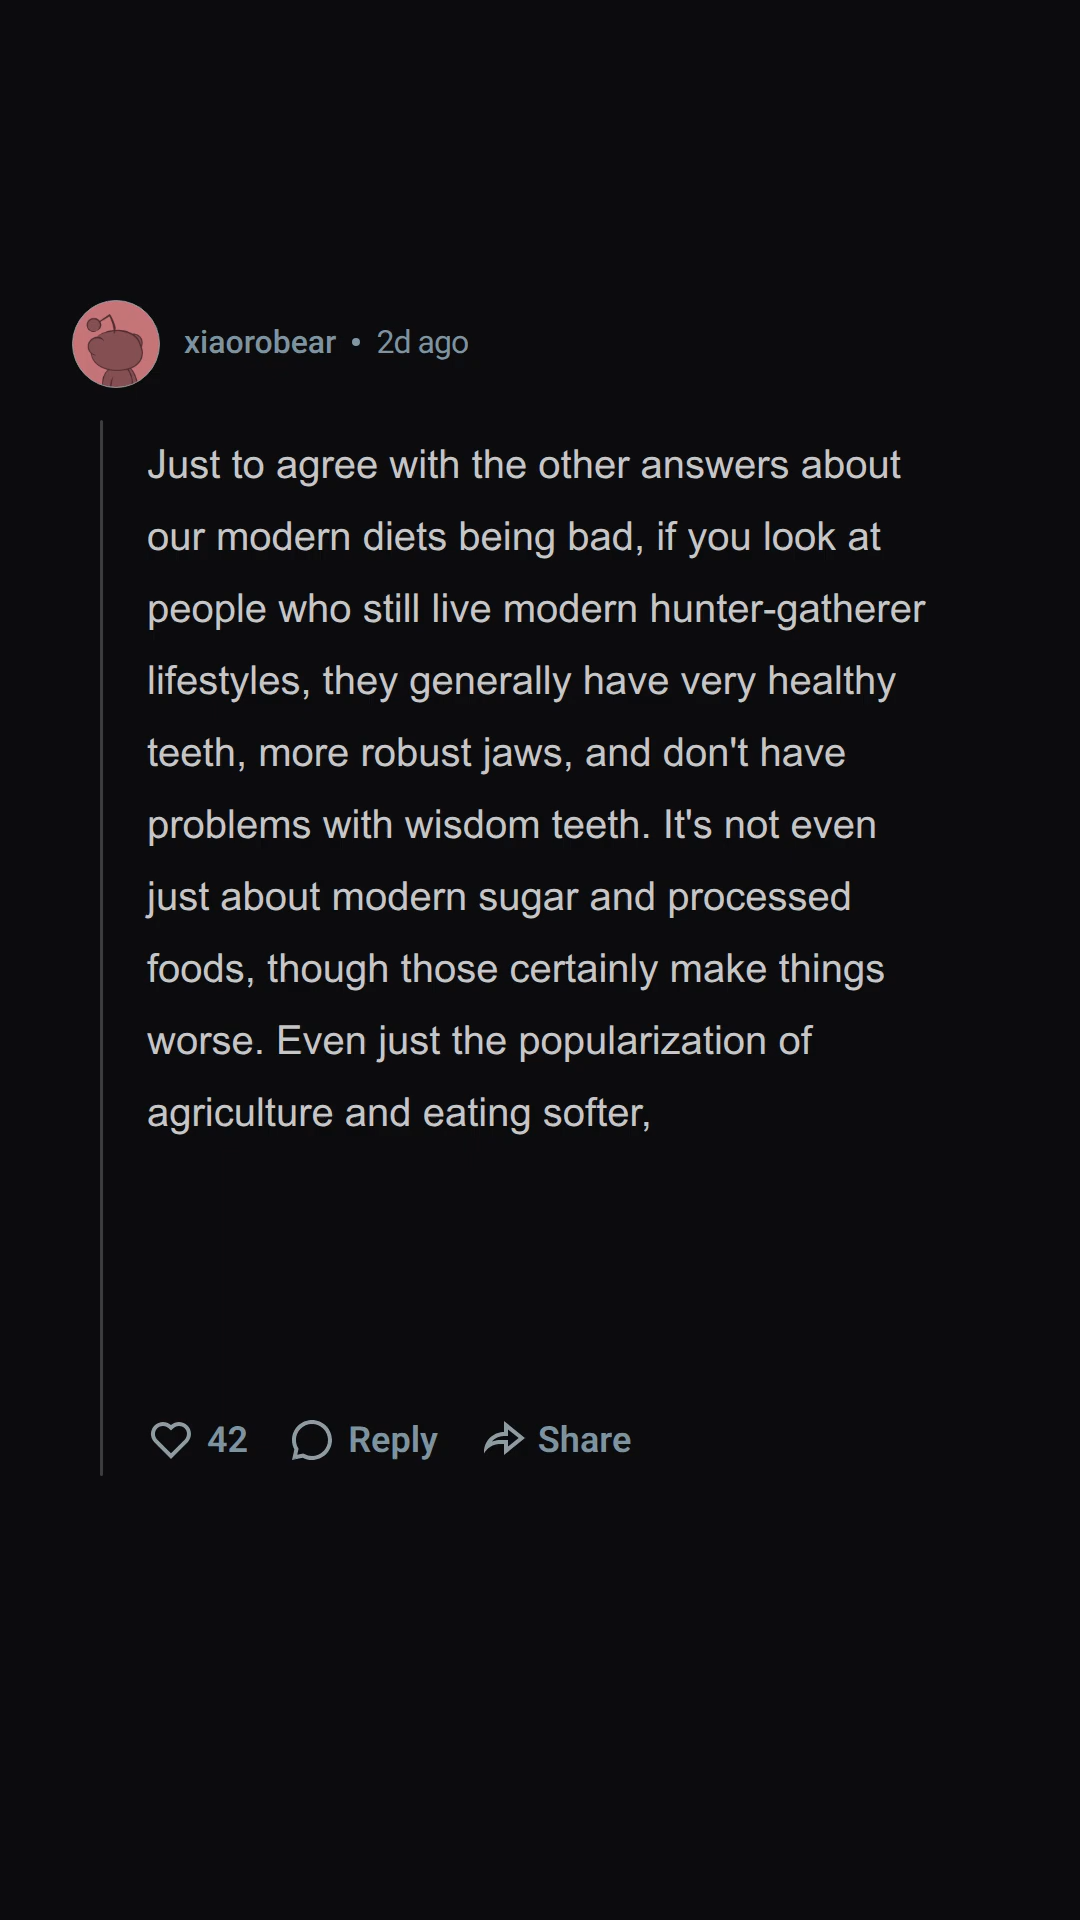 xiaorobear • 2d ago
Just to agree with the other answers about
our modern diets being bad, if you look at
people who still live modern hunter-gatherer
lifestyles, they generally have very healthy
teeth, more robust jaws, and don't have
problems with wisdom teeth. It's not even
just about modern sugar and processed
foods, though those certainly make things
worse. Even just the popularization of
agriculture and eating softer,
42 Reply Share